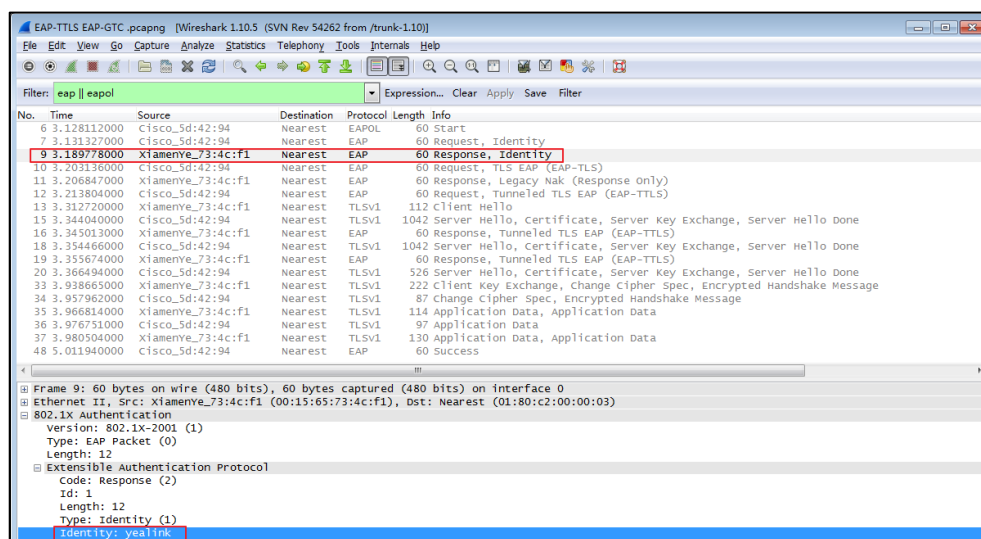 EAP-TTLS EAP-GTC .pcapng [Wireshark 1.10.5 (SVN Rev 54262 from /trunk-1.10)]
File Edit View Go Capture Analyze Statistics Telephony Tools Internals Help
Filter: eap || eapol Expression... Clear Apply Save Filter
No. Time Source Destination Protocol Length Info
6 3.128112000 Cisco_5d:42:94 Nearest EAPOL 60 Start
7 3.131327000 Cisco_5d:42:94 Nearest EAP 60 Request, Identity
9 3.189778000 XiamenYe_73:4c:f1 Nearest EAP 60 Response, Identity
10 3.203136000 Cisco_5d:42:94 Nearest EAP 60 Request, TLS EAP (EAP-TLS)
11 3.206847000 XiamenYe_73:4c:f1 Nearest EAP 60 Response, Legacy Nak (Response Only)
12 3.213804000 Cisco_5d:42:94 Nearest EAP 60 Request, Tunneled TLS EAP (EAP-TTLS)
13 3.312720000 XiamenYe_73:4c:f1 Nearest TLSv1 112 Client Hello
15 3.344040000 Cisco_5d:42:94 Nearest TLSv1 1042 Server Hello, Certificate, Server Key Exchange, Server Hello Done
16 3.345013000 XiamenYe_73:4c:f1 Nearest EAP 60 Response, Tunneled TLS EAP (EAP-TTLS)
18 3.354466000 Cisco_5d:42:94 Nearest TLSv1 1042 Server Hello, Certificate, Server Key Exchange, Server Hello Done
19 3.355674000 XiamenYe_73:4c:f1 Nearest EAP 60 Response, Tunneled TLS EAP (EAP-TTLS)
20 3.366494000 Cisco_5d:42:94 Nearest TLSv1 526 Server Hello, Certificate, Server Key Exchange, Server Hello Done
33 3.938665000 XiamenYe_73:4c:f1 Nearest TLSv1 222 Client Key Exchange, Change Cipher Spec, Encrypted Handshake Message
34 3.957962000 Cisco_5d:42:94 Nearest TLSv1 87 Change Cipher Spec, Encrypted Handshake Message
35 3.966814000 XiamenYe_73:4c:f1 Nearest TLSv1 114 Application Data, Application Data
36 3.976751000 Cisco_5d:42:94 Nearest TLSv1 97 Application Data
37 3.980504000 XiamenYe_73:4c:f1 Nearest TLSv1 130 Application Data, Application Data
48 5.011940000 Cisco_5d:42:94 Nearest EAP 60 Success
Frame 9: 60 bytes on wire (480 bits), 60 bytes captured (480 bits) on interface 0
Ethernet II, Src: XiamenYe_73:4c:f1 (00:15:65:73:4c:f1), Dst: Nearest (01:80:c2:00:00:03)
802.1X Authentication
Version: 802.1X-2001 (1)
Type: EAP Packet (0)
Length: 12
Extensible Authentication Protocol
Code: Response (2)
Id: 1
Length: 12
Type: Identity (1)
Identity: yealink